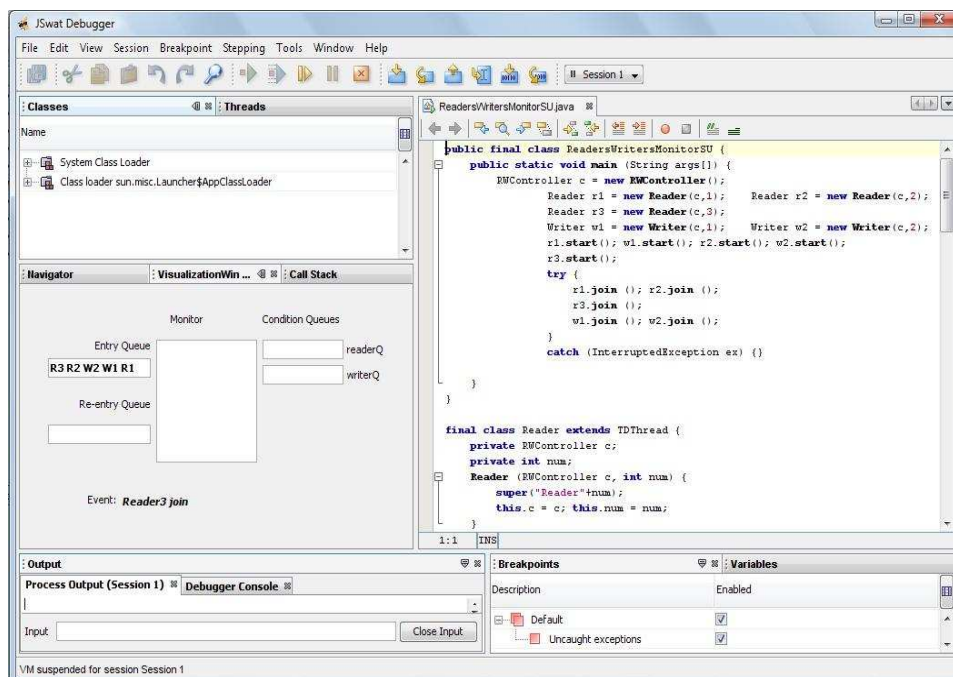 JSwat Debugger
File Edit View Session Breakpoint Stepping Tools Window Help
Session 1
Classes
Threads
Name
System Class Loader
Class loader sun.misc.Launcher$AppClassLoader
Navigator
VisualizationWin ...
Call Stack
Monitor
Condition Queues
Entry Queue
R3 R2 W2 W1 R1
readerQ
writerQ
Re-entry Queue
Event: Reader3 join
ReadersWritersMonitorSU.java
public final class ReadersWritersMonitorSU {
public static void main (String args[]) {
RWController c = new RWController();
Reader r1 = new Reader(c,1); Reader r2 = new Reader(c,2);
Reader r3 = new Reader(c,3);
Writer w1 = new Writer(c,1); Writer w2 = new Writer(c,2);
r1.start(); w1.start(); r2.start(); w2.start();
r3.start();
try {
r1.join (); r2.join ();
r3.join ();
w1.join (); w2.join ();
}
catch (InterruptedException ex) {}
}
}
final class Reader extends TDThread {
private RWController c;
private int num;
Reader (RWController c, int num) {
super("Reader"+num);
this.c = c; this.num = num;
}
1:1 INS
Output
Process Output (Session 1)
Debugger Console
Input
Close Input
Breakpoints
Variables
Description Enabled
Default
Uncaught exceptions
VM suspended for session Session 1